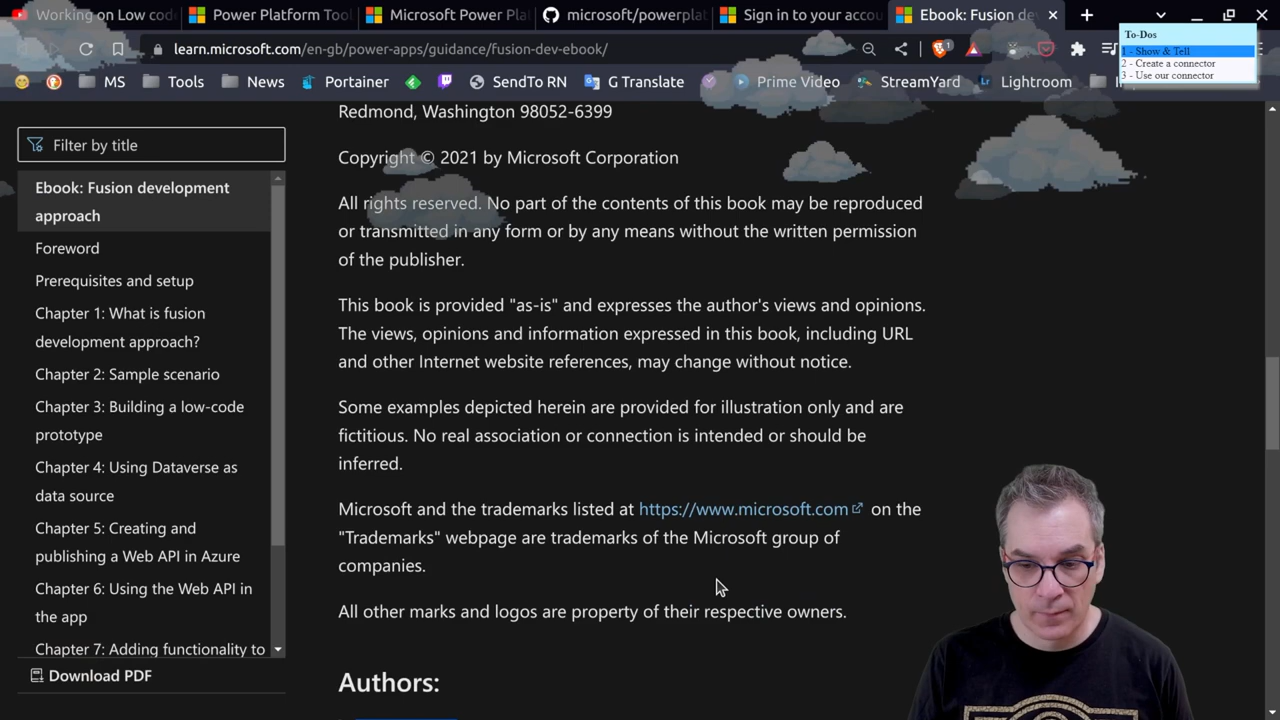 Working on Low cod
Power Platform Tool
Microsoft Power Pla
microsoft/powerplat
Sign in to your accou
Ebook: Fusion de
learn.microsoft.com/en-gb/power-apps/guidance/fusion-dev-ebook/
To-Dos
1 - Show & Tell
2 - Create a connector
3 - Use our connector
MS
Tools
News
Portainer
SendTo RN
G Translate
Prime Video
StreamYard
Lightroom
Filter by title
Ebook: Fusion development
approach
Foreword
Prerequisites and setup
Chapter 1: What is fusion
development approach?
Chapter 2: Sample scenario
Chapter 3: Building a low-code
prototype
Chapter 4: Using Dataverse as
data source
Chapter 5: Creating and
publishing a Web API in Azure
Chapter 6: Using the Web API in
the app
Chapter 7: Adding functionality to
Download PDF
Redmond, Washington 98052-6399
Copyright © 2021 by Microsoft Corporation
All rights reserved. No part of the contents of this book may be reproduced
or transmitted in any form or by any means without the written permission
of the publisher.
This book is provided "as-is" and expresses the author's views and opinions.
The views, opinions and information expressed in this book, including URL
and other Internet website references, may change without notice.
Some examples depicted herein are provided for illustration only and are
fictitious. No real association or connection is intended or should be
inferred.
Microsoft and the trademarks listed at https://www.microsoft.com on the
"Trademarks" webpage are trademarks of the Microsoft group of
companies.
All other marks and logos are property of their respective owners.
Authors: